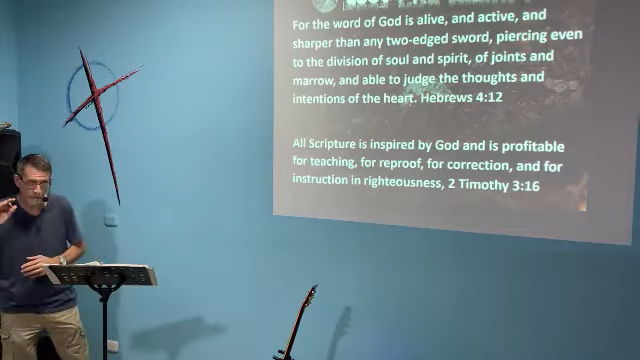 For the word of God is alive, and active, and
sharper than any two-edged sword, piercing even
to the division of soul and spirit, of joints and
marrow, and able to judge the thoughts and
intentions of the heart. Hebrews 4:12
All Scripture is inspired by God and is profitable
for teaching, for reproof, for correction, and for
instruction in righteousness, 2 Timothy 3:16